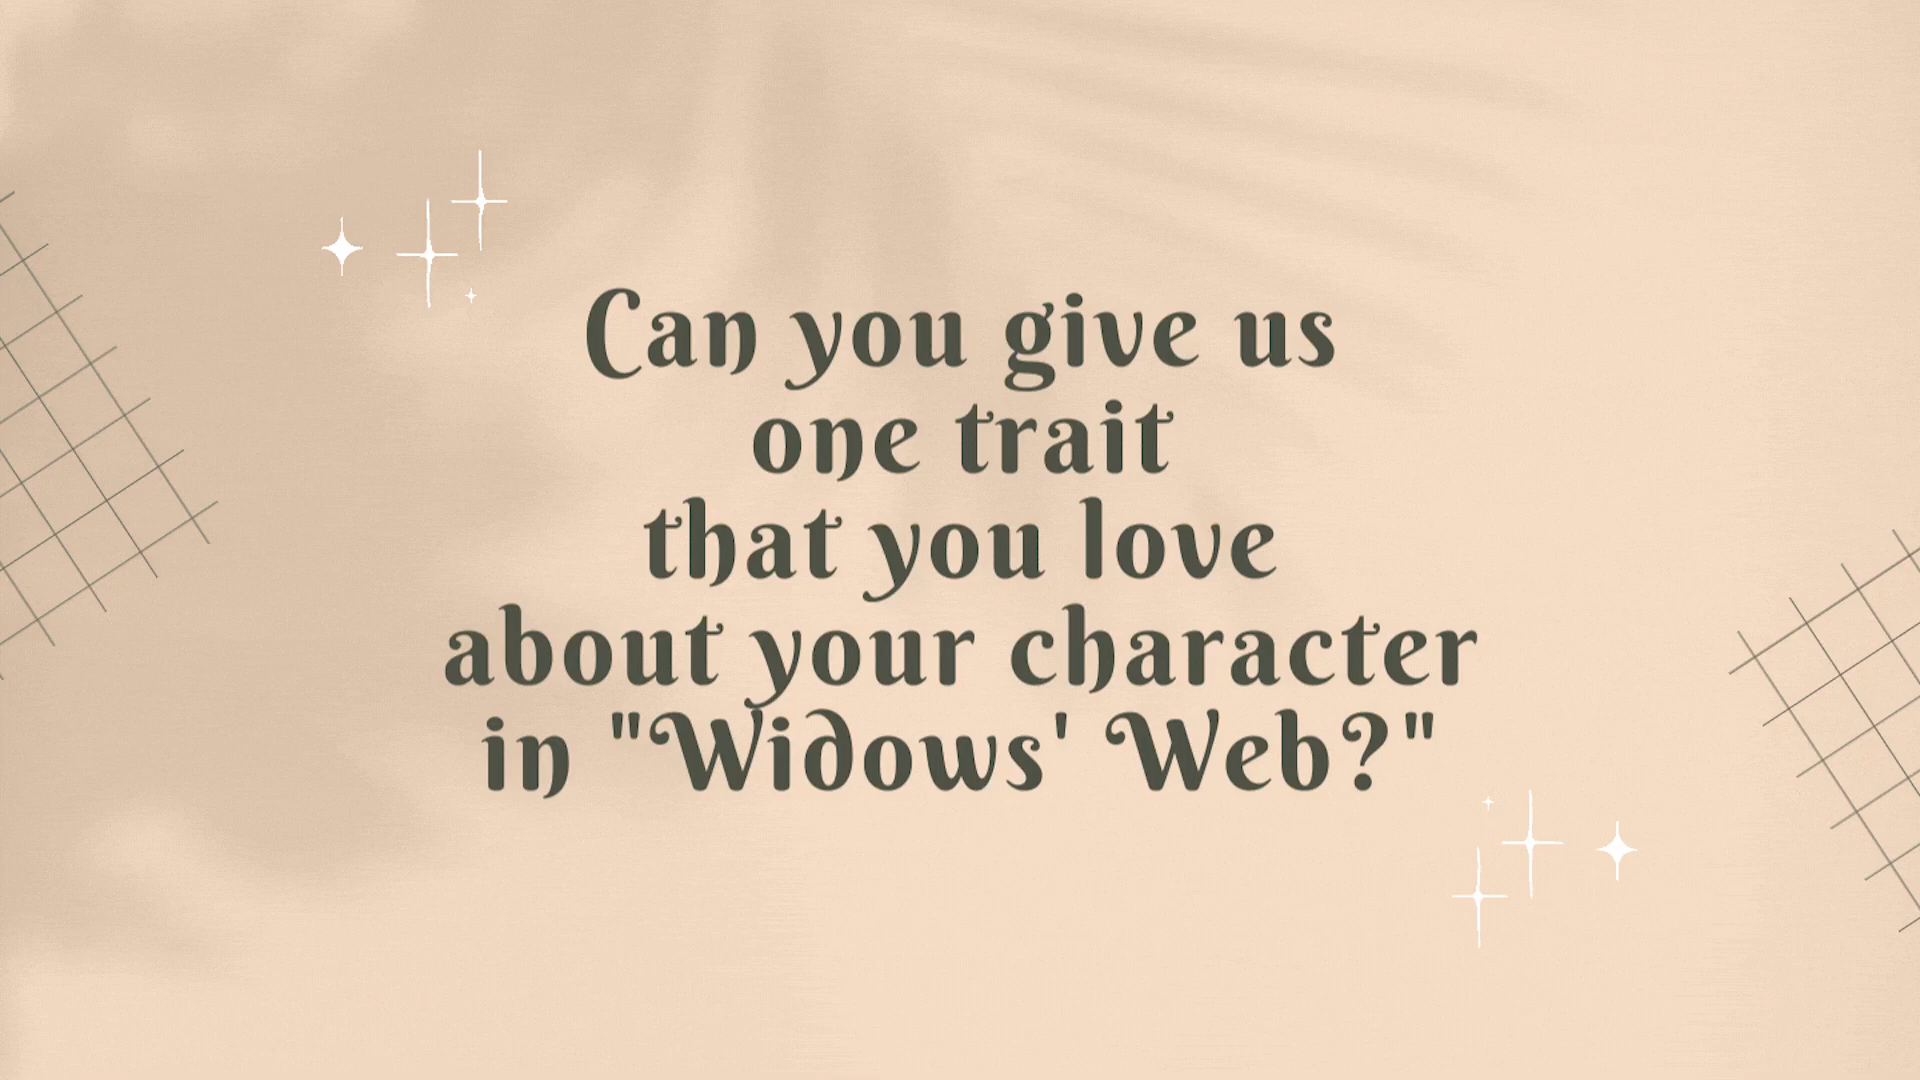 Can you give us
one trait
that you love
about your character
in "Widows' Web?"